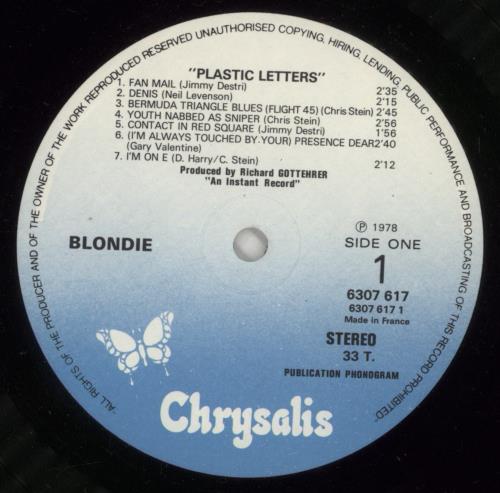 ALL RIGHTS OF THE PRODUCER AND OF THE OWNER OF THE WORK REPRODUCED RESERVED UNAUTHORISED COPYING, HIRING, LENDING, PUBLIC PERFORMANCE AND BROADCASTING OF THIS RECORD PROHIBITED"
"PLASTIC LETTERS"
1. FAN MAIL (Jimmy Destri) 2'35
2. DENIS (Neil Levenson) 2'15
3. BERMUDA TRIANGLE BLUES (FLIGHT 45) (Chris Stein) 2'45
4. YOUTH NABBED AS SNIPER (Chris Stein) 2'56
5. CONTACT IN RED SQUARE (Jimmy Destri) 1'56
6. (I'M ALWAYS TOUCHED BY YOUR) PRESENCE DEAR 2'40
(Gary Valentine)
7. I'M ON E (D. Harry/C. Stein) 2'12
Produced by Richard GOTTEHRER
"An Instant Record"
BLONDIE
Ⓟ 1978
SIDE ONE
1
6307 617
6307 617 1
Made in France
STEREO
33 T.
PUBLICATION PHONOGRAM
Chrysalis